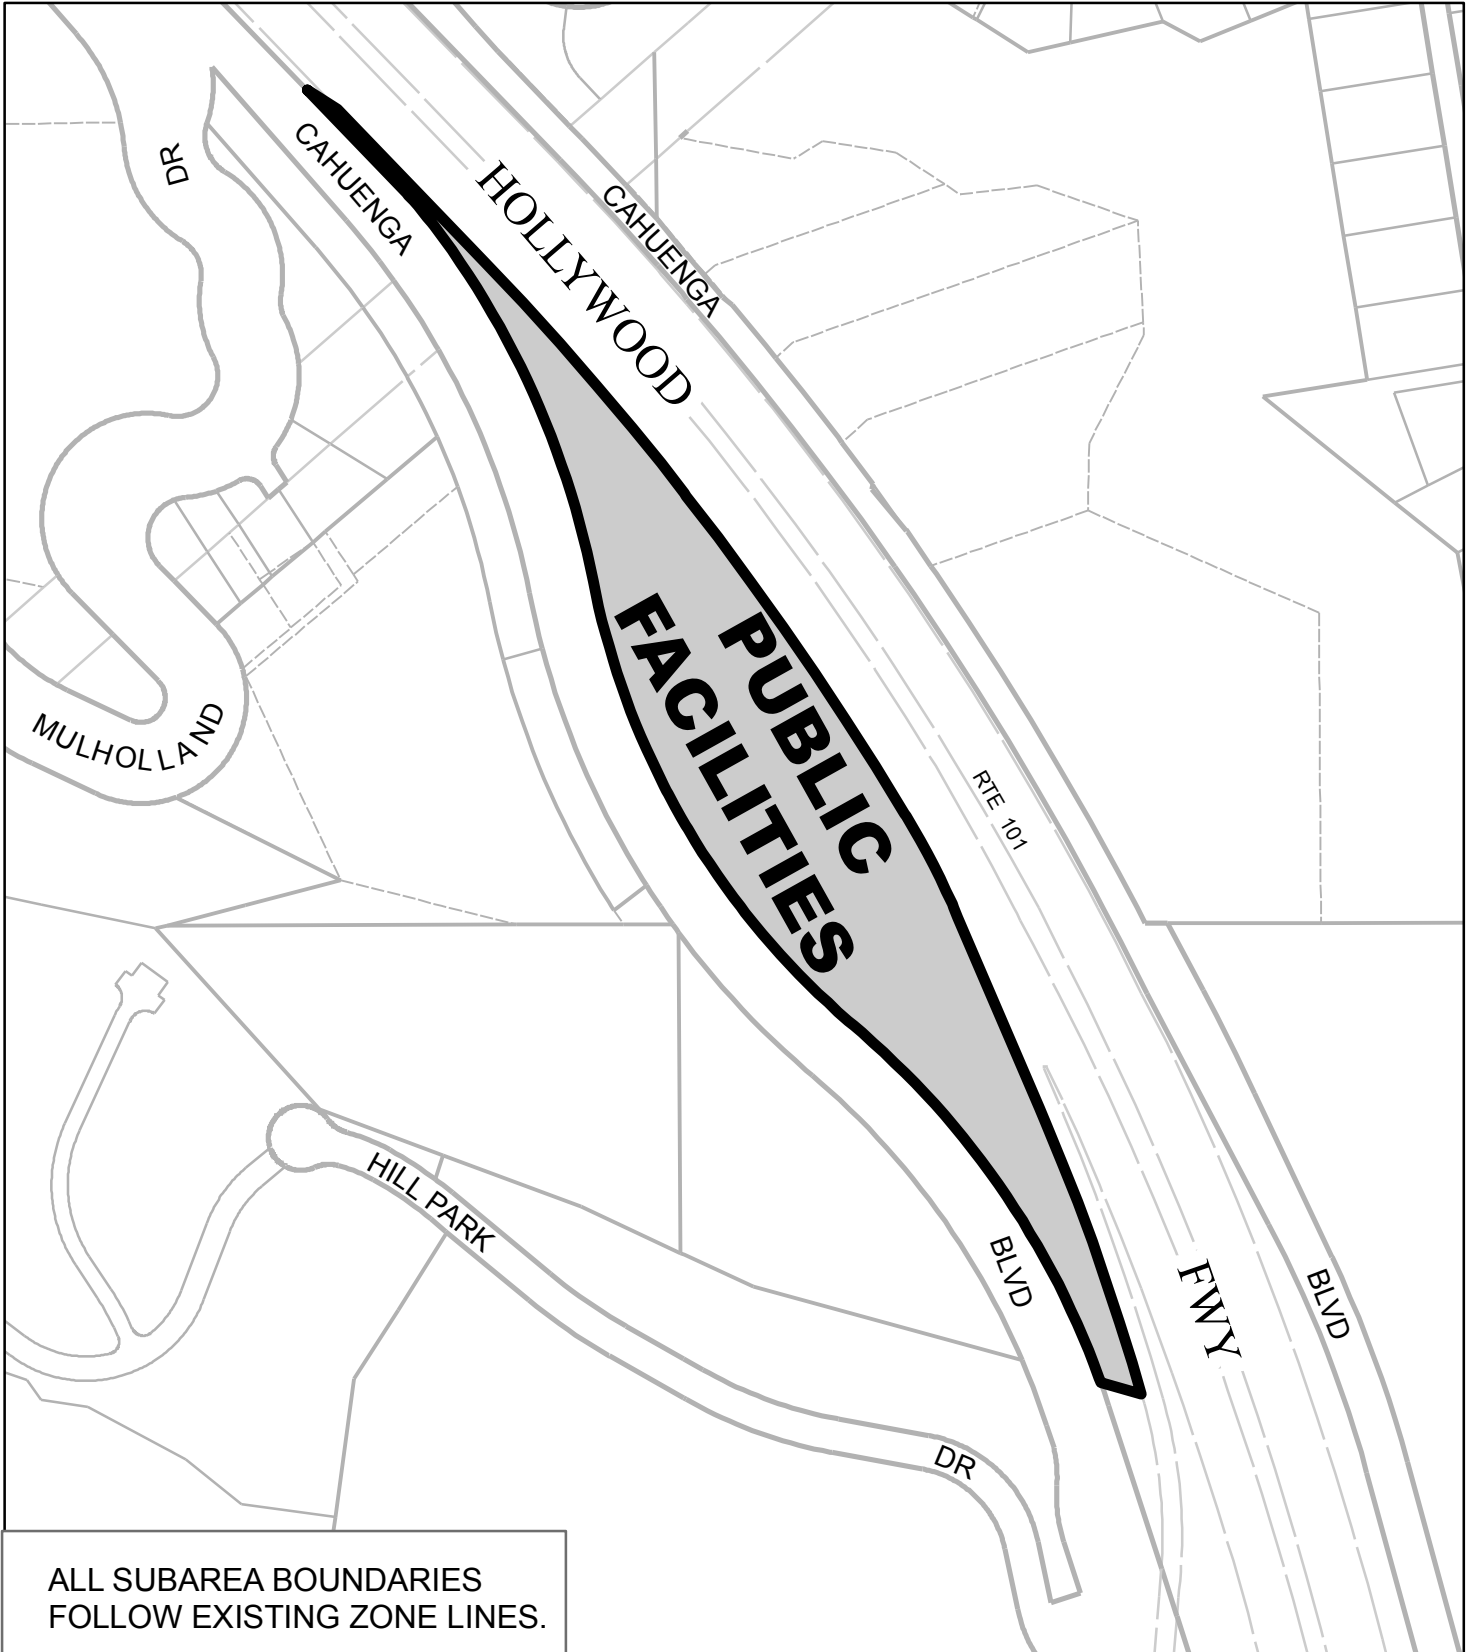 DR
CAHUENGA
HOLLYWOOD
CAHUENGA
PUBLIC
FACILITIES
MULHOLLAND
RTE 101
HILL PARK
BLVD
FWY
BLVD
DR
ALL SUBAREA BOUNDARIES
FOLLOW EXISTING ZONE LINES.